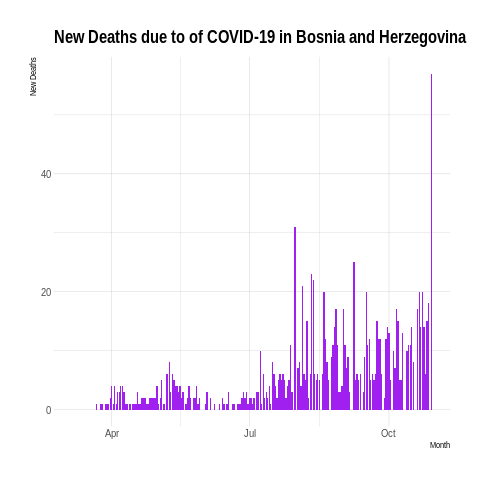 New Deaths due to of COVID-19 in Bosnia and Herzegovina
New Deaths
40
20
0
Apr
Jul
Oct
Month